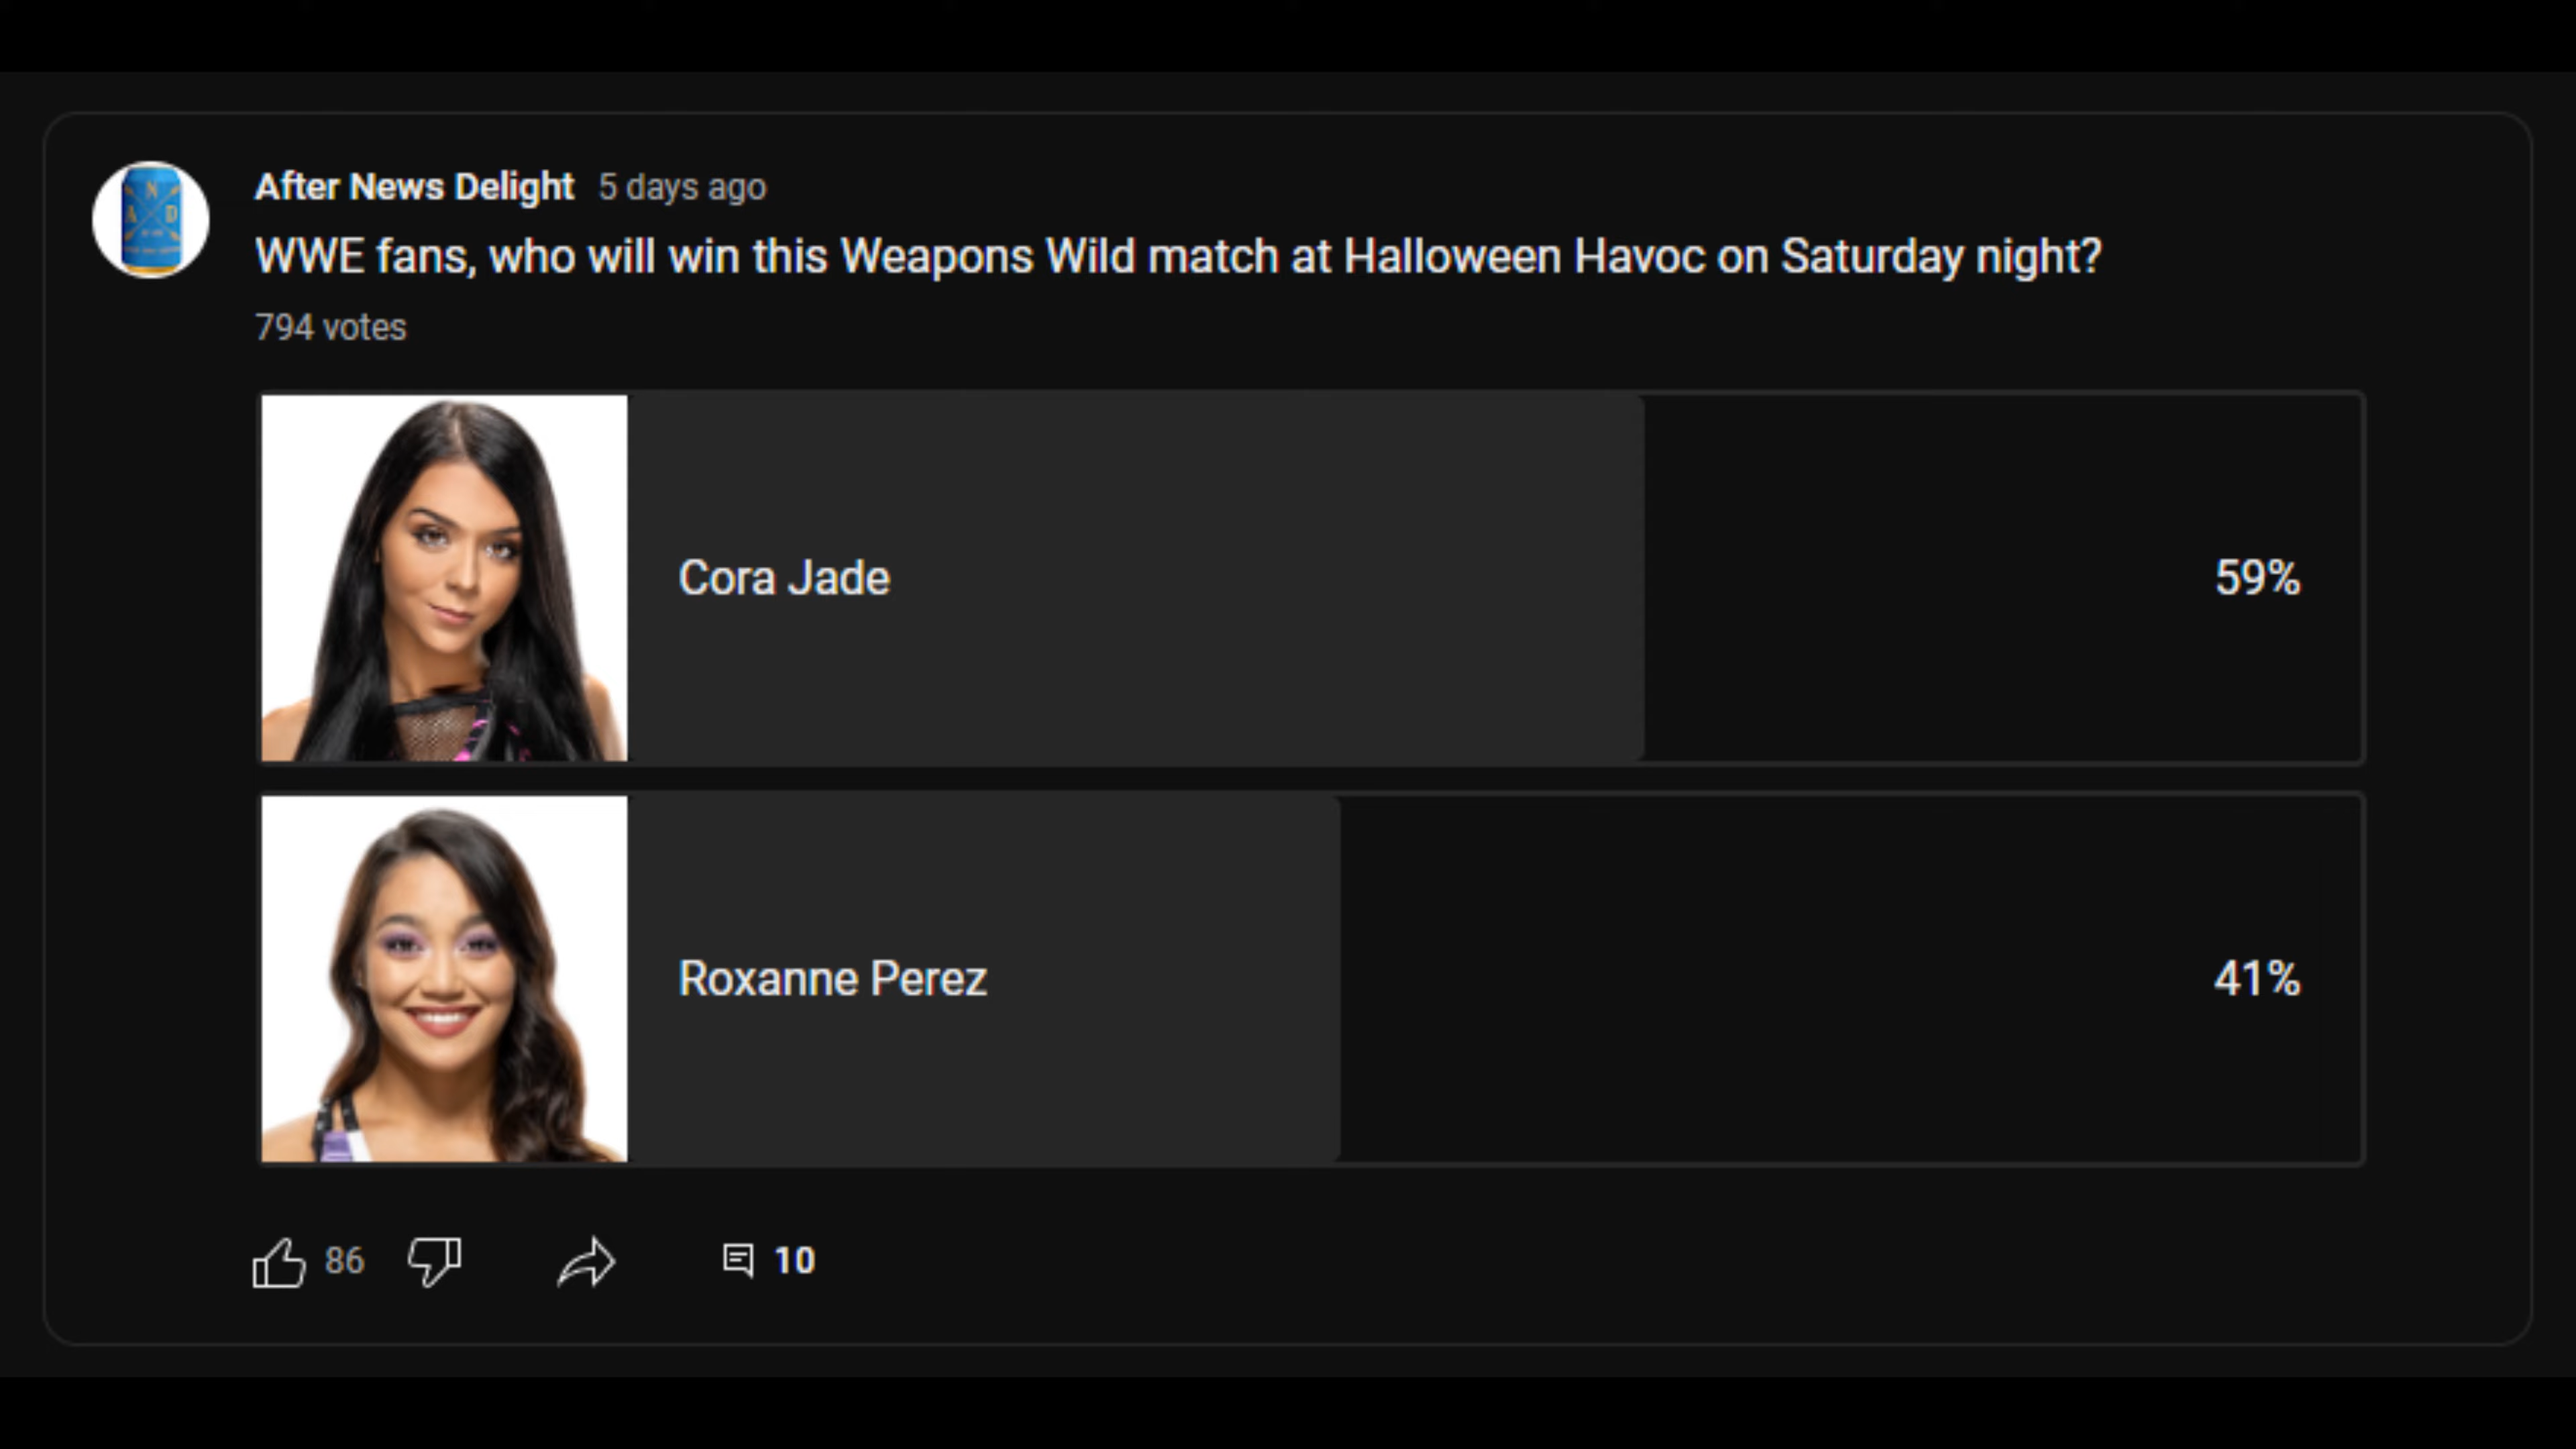 N
A D
After News Delight 5 days ago
WWE fans, who will win this Weapons Wild match at Halloween Havoc on Saturday night?
794 votes
Cora Jade 59%
Roxanne Perez 41%
86 10